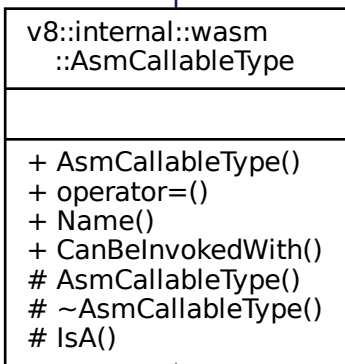 v8::internal::wasm
::AsmCallableType
+ AsmCallableType()
+ operator=()
+ Name()
+ CanBeInvokedWith()
# AsmCallableType()
# ~AsmCallableType()
# IsA()